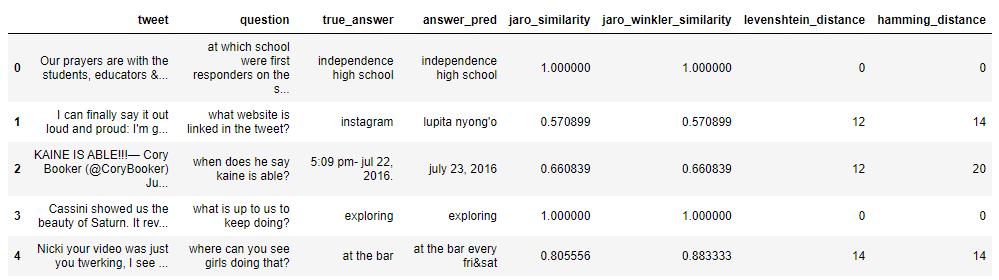 tweet question true_answer answer_pred jaro_similarity jaro_winkler_similarity levenshtein_distance hamming_distance
0 Our prayers are with the students, educators &... at which school were first responders on the s... independence high school independence high school 1.000000 1.000000 0 0
1 I can finally say it out loud and proud: I'm g... what website is linked in the tweet? instagram lupita nyong'o 0.570899 0.570899 12 14
2 KAINE IS ABLE!!!— Cory Booker (@CoryBooker) Ju... when does he say kaine is able? 5:09 pm- jul 22, 2016. july 23, 2016 0.660839 0.660839 12 20
3 Cassini showed us the beauty of Saturn. It rev... what is up to us to keep doing? exploring exploring 1.000000 1.000000 0 0
4 Nicki your video was just you twerking, I see ... where can you see girls doing that? at the bar at the bar every fri&sat 0.805556 0.883333 14 14